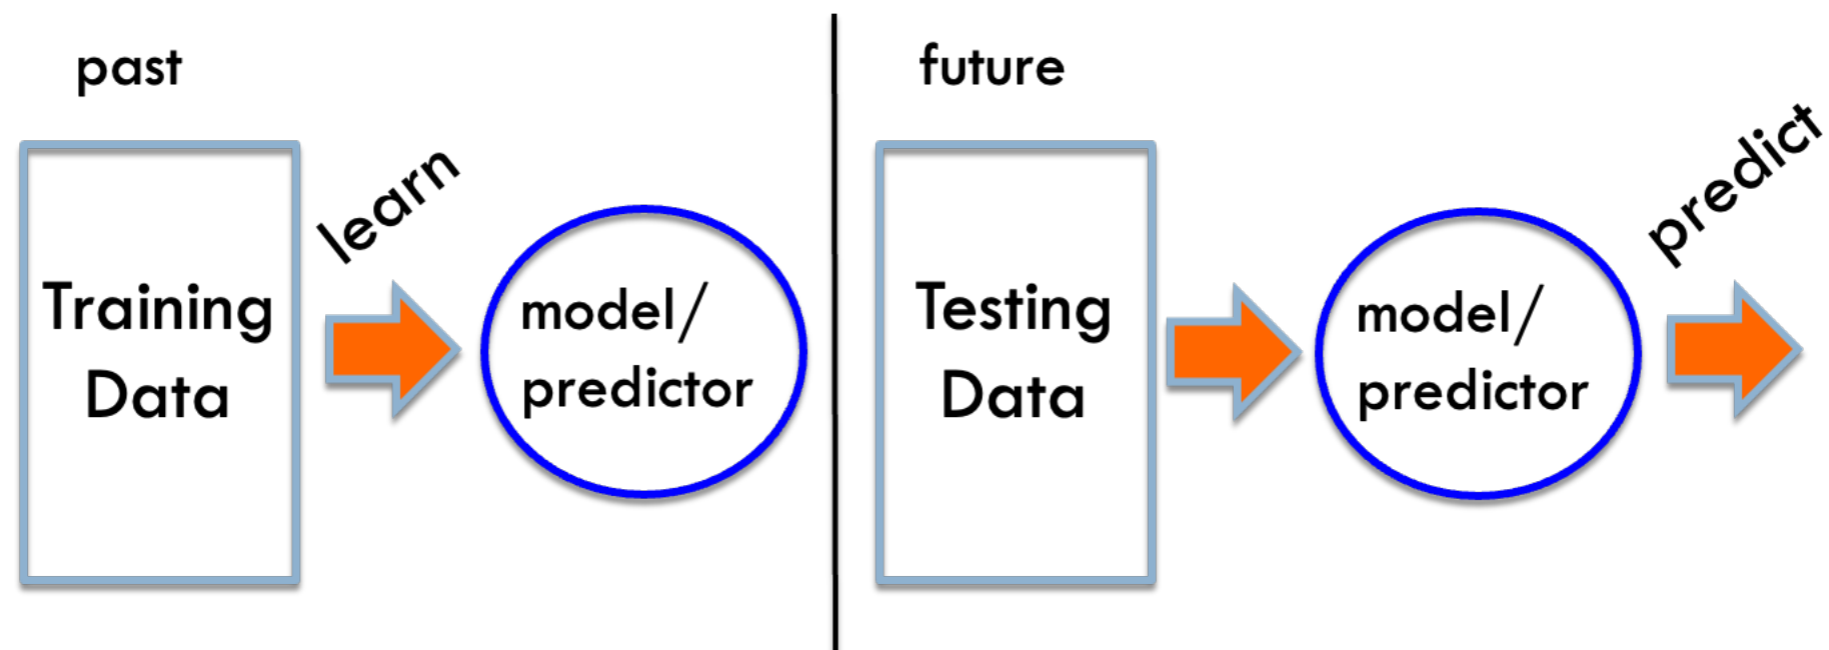 past
learn
Training
Data
model/
predictor
future
Testing
Data
model/
predictor
predict